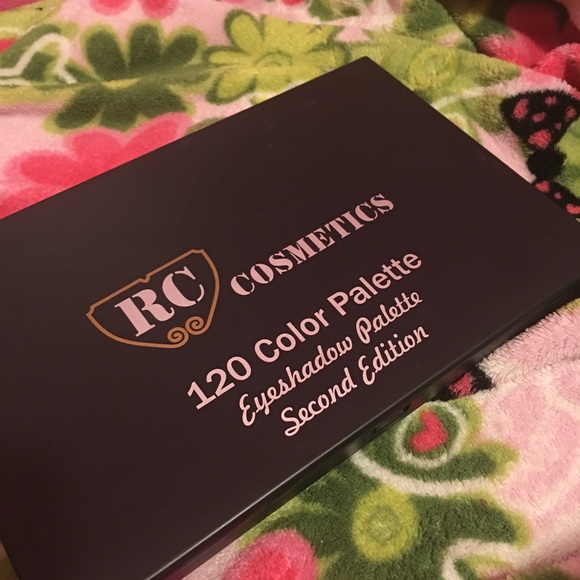 RC COSMETICS
120 Color Palette
Eyeshadow Palette
Second Edition